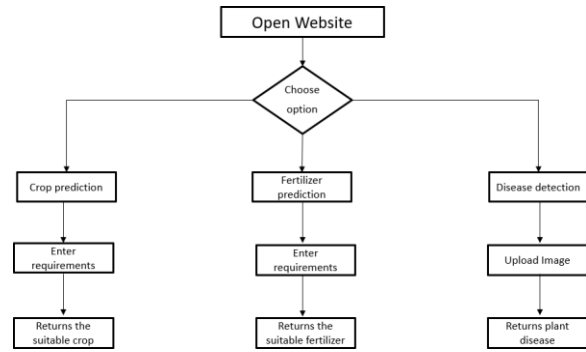 Open Website
Choose
option
Crop prediction
Fertilizer
prediction
Disease detection
Enter
requirements
Enter
requirements
Upload Image
Returns the
suitable crop
Returns the
suitable fertilizer
Returns plant
disease